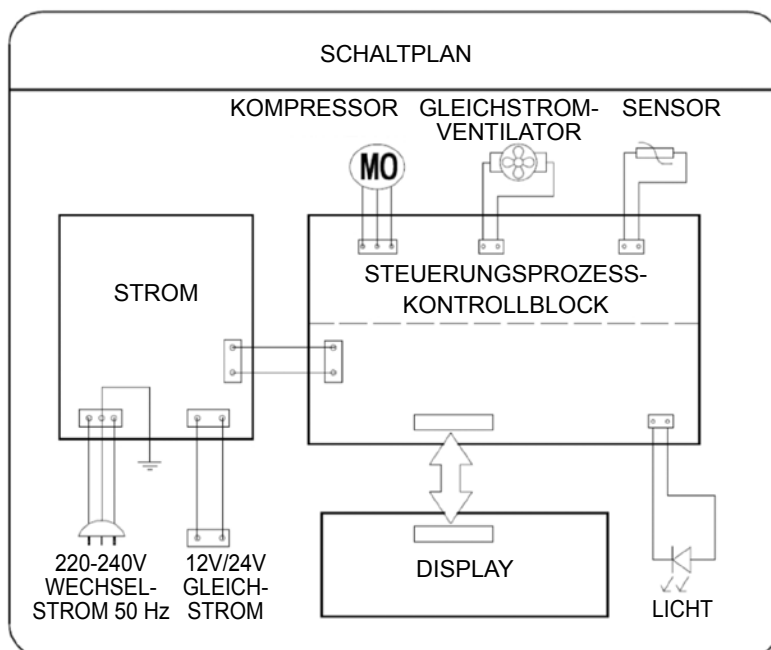 SCHALTPLAN
KOMPRESSOR
GLEICHSTROM-
VENTILATOR
SENSOR
MO
STROM
STEUERUNGSPROZESS-
KONTROLLBLOCK
220-240V
WECHSEL-
STROM 50 Hz
12V/24V
GLEICH-
STROM
DISPLAY
LICHT